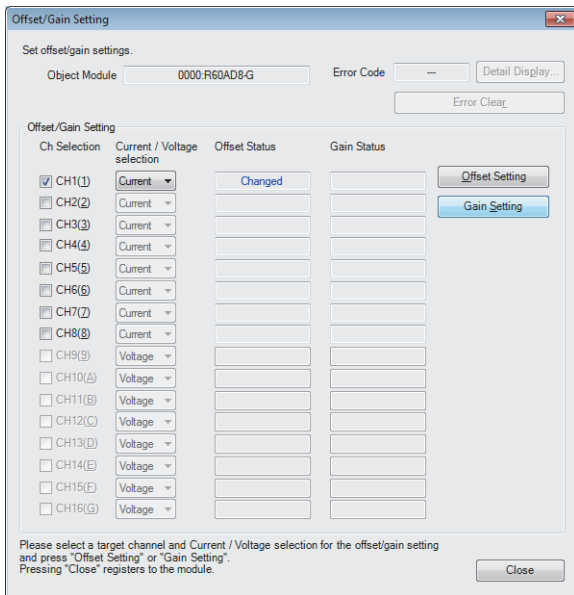 Offset/Gain Setting
Set offset/gain settings.
Object Module 0000:R60AD8-G Error Code --- Detail Display...
Error Clear
Offset/Gain Setting
Ch Selection Current / Voltage selection Offset Status Gain Status
CH1(1) Current Changed Offset Setting
CH2(2) Current Gain Setting
CH3(3) Current
CH4(4) Current
CH5(5) Current
CH6(6) Current
CH7(7) Current
CH8(8) Current
CH9(9) Voltage
CH10(A) Voltage
CH11(B) Voltage
CH12(C) Voltage
CH13(D) Voltage
CH14(E) Voltage
CH15(F) Voltage
CH16(G) Voltage
Please select a target channel and Current / Voltage selection for the offset/gain setting
and press "Offset Setting" or "Gain Setting".
Pressing "Close" registers to the module.
Close